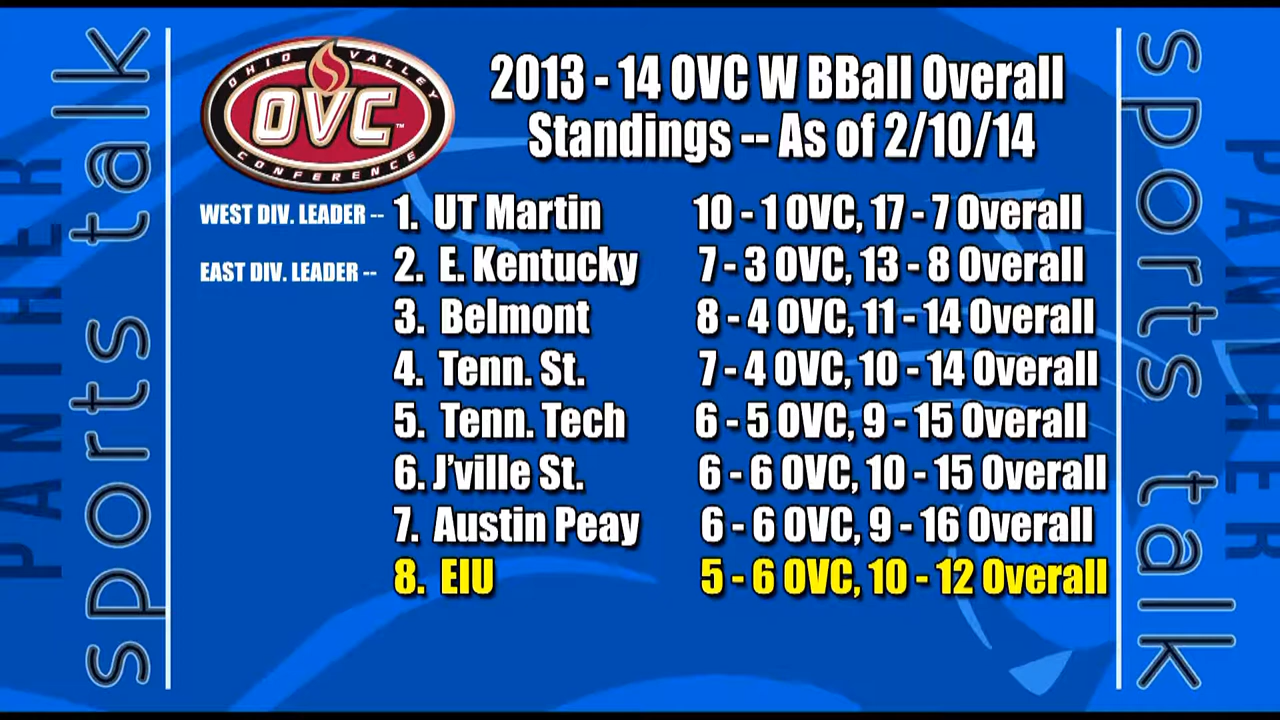 PANTHER
sports talk
OHIO VALLEY
OVC™
CONFERENCE
2013 - 14 OVC W BBall Overall
Standings -- As of 2/10/14
WEST DIV. LEADER -- 1. UT Martin 10 - 1 OVC, 17 - 7 Overall
EAST DIV. LEADER -- 2. E. Kentucky 7 - 3 OVC, 13 - 8 Overall
3. Belmont 8 - 4 OVC, 11 - 14 Overall
4. Tenn. St. 7 - 4 OVC, 10 - 14 Overall
5. Tenn. Tech 6 - 5 OVC, 9 - 15 Overall
6. J'ville St. 6 - 6 OVC, 10 - 15 Overall
7. Austin Peay 6 - 6 OVC, 9 - 16 Overall
8. EIU 5 - 6 OVC, 10 - 12 Overall
sports talk
PANTHER